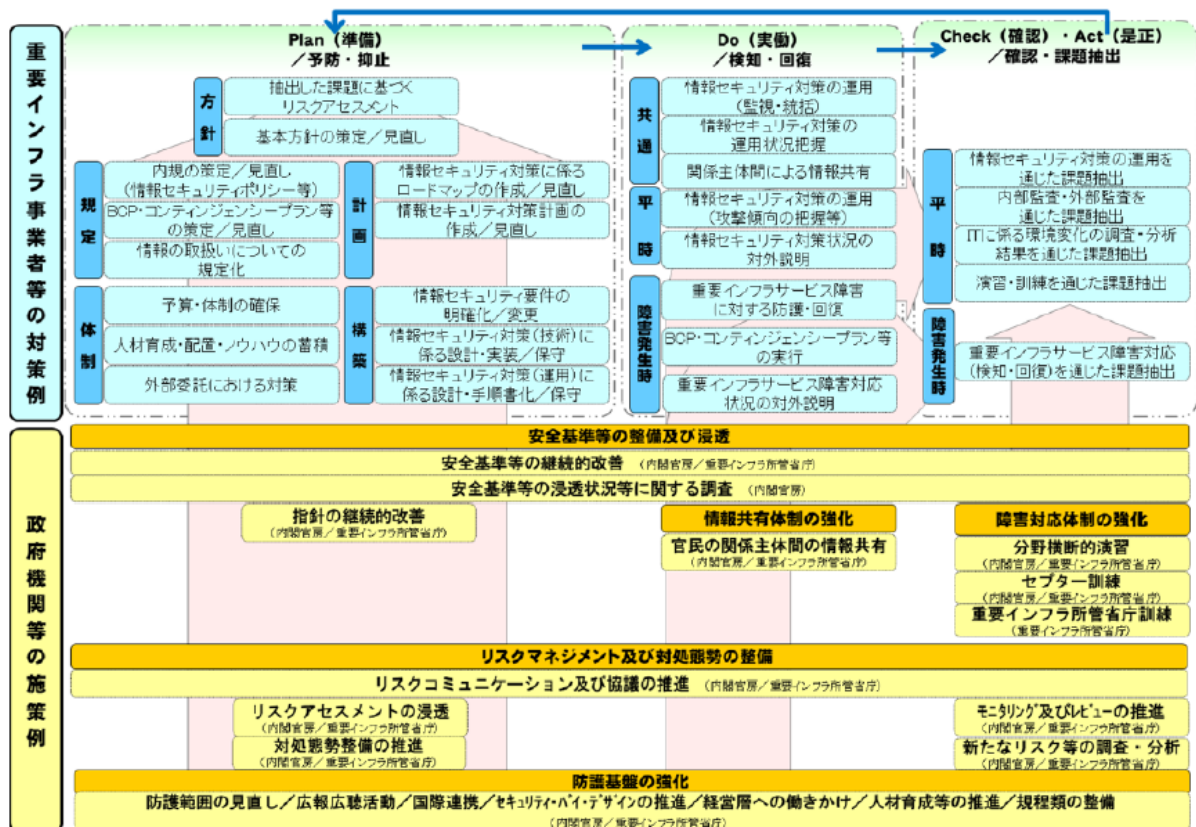 重要インフラ事業者等の対策例
Plan（準備）
／予防・抑止
方針
抽出した課題に基づく
リスクアセスメント
基本方針の策定／見直し
規定
内規の策定／見直し
(情報セキュリティポリシー等)
BCP・コンティンジェンシープラン等
の策定／見直し
情報の取扱いについての
規定化
計画
情報セキュリティ対策に係る
ロードマップの作成／見直し
情報セキュリティ対策計画の
作成／見直し
体制
予算・体制の確保
人材育成・配置・ノウハウの蓄積
外部委託における対策
構築
情報セキュリティ要件の
明確化／変更
情報セキュリティ対策(技術)に
係る設計・実装／保守
情報セキュリティ対策(運用)に
係る設計・手順書化／保守
Do（実働）
／検知・回復
共通
情報セキュリティ対策の運用
(監視・統括)
情報セキュリティ対策の
運用状況把握
関係主体間による情報共有
平時
情報セキュリティ対策の運用
(攻撃傾向の把握等)
情報セキュリティ対策状況の
対外説明
障害発生時
重要インフラサービス障害
に対する防護・回復
BCP・コンティンジェンシープラン等
の実行
重要インフラサービス障害対応
状況の対外説明
Check（確認）・Act（是正）
／確認・課題抽出
平時
情報セキュリティ対策の運用を
通じた課題抽出
内部監査・外部監査を
通じた課題抽出
ITに係る環境変化の調査・分析
結果を通じた課題抽出
演習・訓練を通じた課題抽出
障害発生時
重要インフラサービス障害対応
(検知・回復)を通じた課題抽出
政府機関等の施策例
安全基準等の整備及び浸透
安全基準等の継続的改善 （内閣官房／重要インフラ所管省庁）
安全基準等の浸透状況等に関する調査 （内閣官房）
指針の継続的改善
（内閣官房／重要インフラ所管省庁）
情報共有体制の強化
官民の関係主体間の情報共有
（内閣官房／重要インフラ所管省庁）
障害対応体制の強化
分野横断的演習
（内閣官房／重要インフラ所管省庁）
セプター訓練
（内閣官房／重要インフラ所管省庁）
重要インフラ所管省庁訓練
（重要インフラ所管省庁）
リスクマネジメント及び対処態勢の整備
リスクコミュニケーション及び協議の推進 （内閣官房／重要インフラ所管省庁）
リスクアセスメントの浸透
（内閣官房／重要インフラ所管省庁）
対処態勢整備の推進
（内閣官房／重要インフラ所管省庁）
モニタリング及びレビューの推進
（内閣官房／重要インフラ所管省庁）
新たなリスク等の調査・分析
（内閣官房／重要インフラ所管省庁）
防護基盤の強化
防護範囲の見直し／広報広聴活動／国際連携／セキュリティ・バイ・デザインの推進／経営層への働きかけ／人材育成等の推進／規程類の整備
（内閣官房／重要インフラ所管省庁）